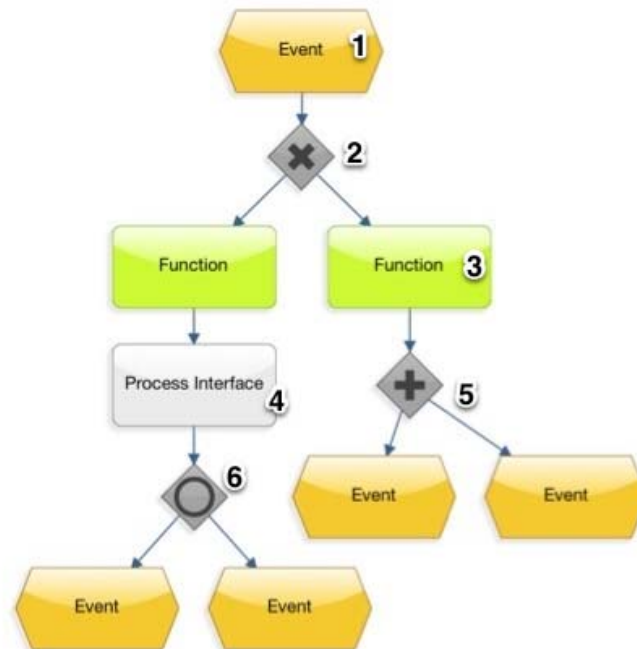 Event 1
2
Function
Function 3
Process Interface 4
5
6
Event
Event
Event
Event